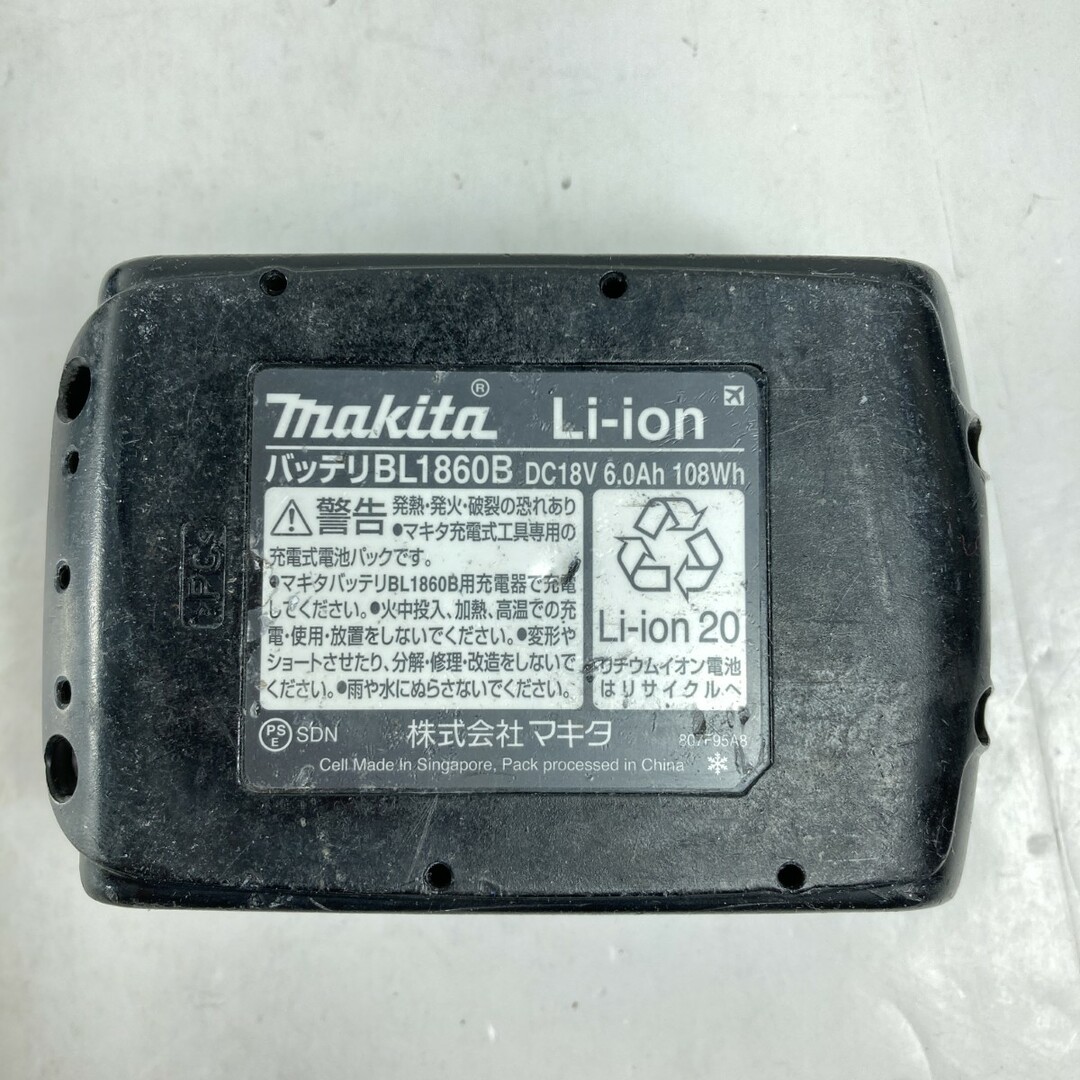 makita® Li-ion
バッテリBL1860B DC18V 6.0Ah 108Wh
警告 発熱・発火・破裂の恐れあり
●マキタ充電式工具専用の
充電式電池パックです。
●マキタバッテリBL1860B用充電器で充電
してください。●火中投入、加熱、高温での充
電・使用・放置をしないでください。●変形や
ショートさせたり、分解・修理・改造をしないで
ください。●雨や水にぬらさないでください。
Li-ion 20
リチウムイオン電池
はリサイクルへ
PSE SDN 株式会社 マキタ 807F95A8
Cell Made In Singapore, Pack processed in China